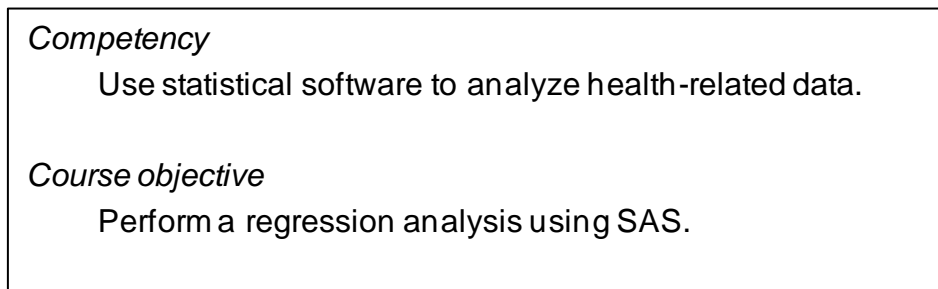 Competency
Use statistical software to analyze health-related data.
Course objective
Perform a regression analysis using SAS.